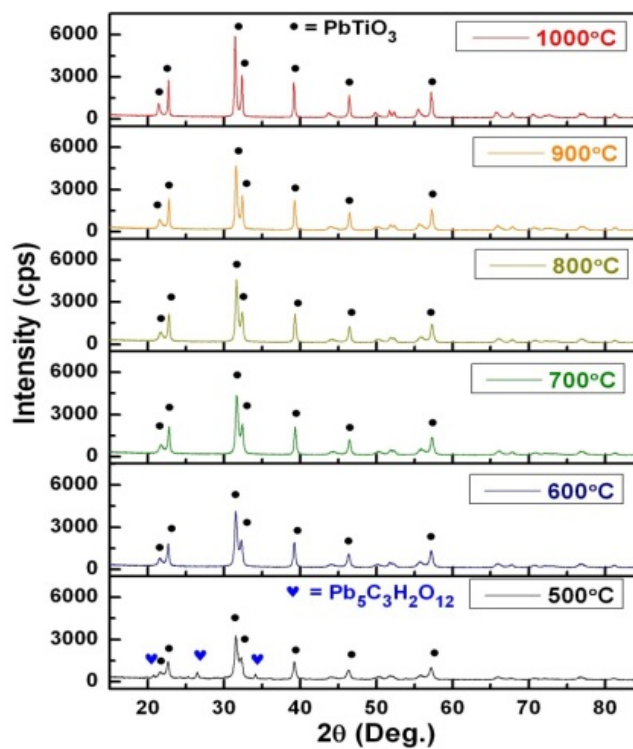 6000
3000
0
● = PbTiO₃
1000°C
6000
3000
0
900°C
6000
3000
0
800°C
6000
3000
0
700°C
6000
3000
0
600°C
6000
3000
0
♥ = Pb₅C₃H₂O₁₂
500°C
20 30 40 50 60 70 80
2θ (Deg.)
Intensity (cps)